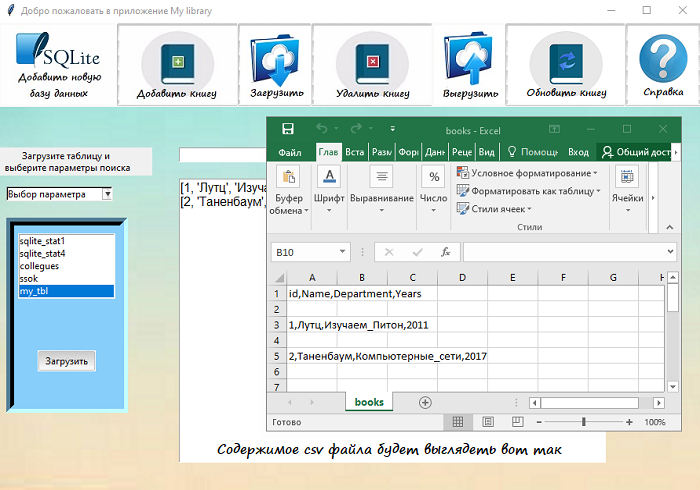 Добро пожаловать в приложение My library
SQLite
Добавить новую
базу данных
Добавить книгу
Загрузить
Удалить книгу
Выгрузить
Обновить книгу
Справка
Загрузите таблицу и
выберите параметры поиска
Выбор параметра
sqlite_stat1
sqlite_stat4
collegues
ssok
my_tbl
Загрузить
[1, 'Лутц', 'Изуча
[2, 'Таненбаум',
books - Excel
Файл Глав Вста Разм Форм Данн Реце Вид Помощь Вход Общий дост
Буфер
обмена
Шрифт
Выравнивание
Число
Условное форматирование
Форматировать как таблицу
Стили ячеек
Стили
Ячейки
B10
fx
A B C D E F G H
1 id,Name,Department,Years
2
3 1,Лутц,Изучаем_Питон,2011
4
5 2,Таненбаум,Компьютерные_сети,2017
6
7
books
Готово
100%
Содержимое csv файла будет выглядеть вот так